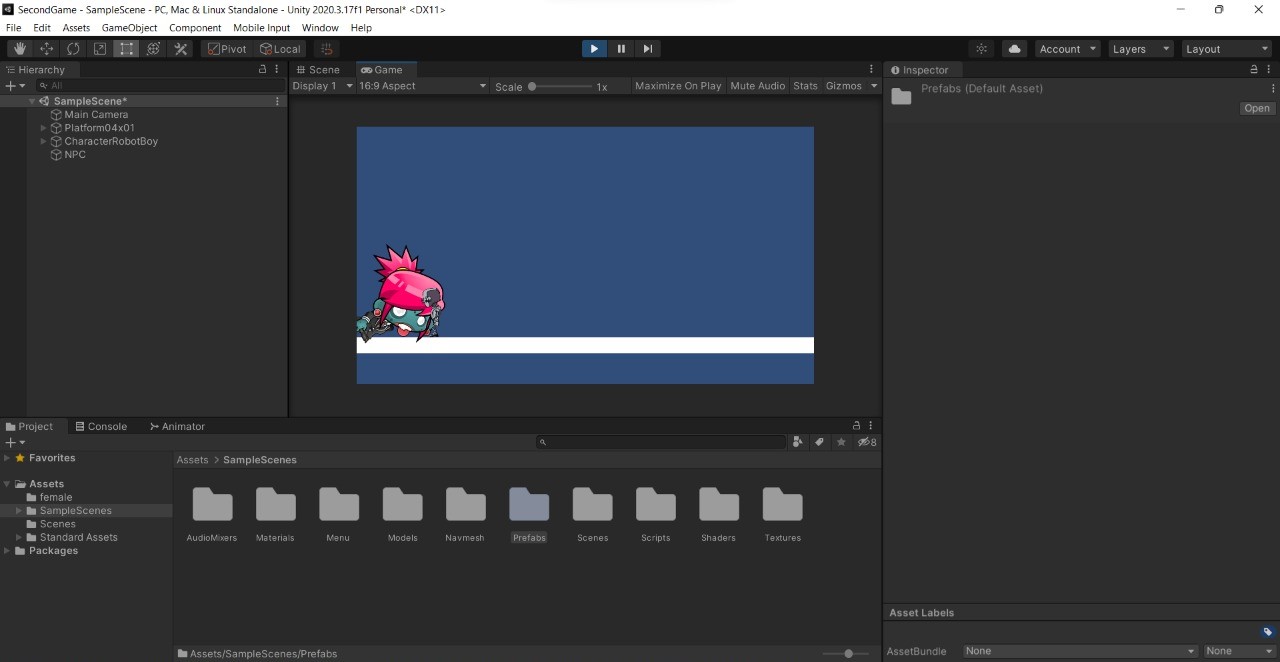 SecondGame - SampleScene - PC, Mac & Linux Standalone - Unity 2020.3.17f1 Personal* <DX11>
File Edit Assets GameObject Component Mobile Input Window Help
Pivot Local Account Layers Layout
Hierarchy
All
SampleScene*
Main Camera
Platform04x01
CharacterRobotBoy
NPC
Scene Game
Display 1 16:9 Aspect Scale 1x Maximize On Play Mute Audio Stats Gizmos
Inspector
Prefabs (Default Asset)
Open
Project Console Animator
8
Favorites
Assets
female
SampleScenes
Scenes
Standard Assets
Packages
Assets > SampleScenes
AudioMixers Materials Menu Models Navmesh Prefabs Scenes Scripts Shaders Textures
Assets/SampleScenes/Prefabs
Asset Labels
AssetBundle None None